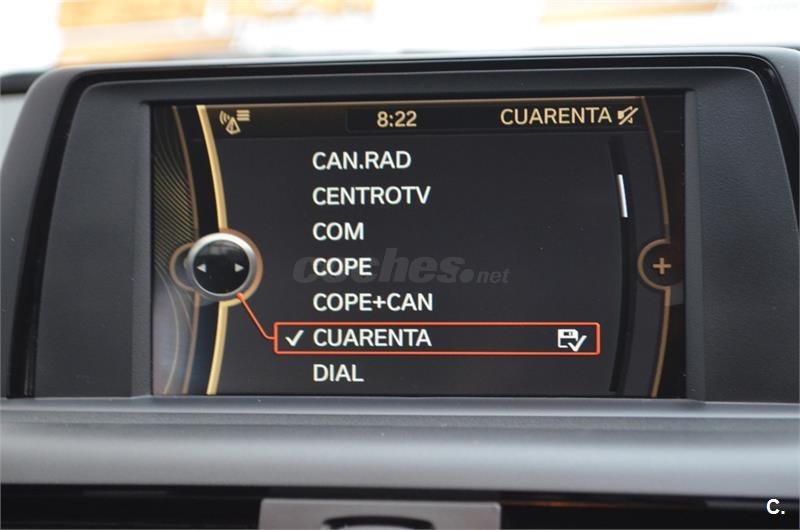 8:22 CUARENTA
CAN.RAD
CENTROTV
COM
COPE
coches.net
COPE+CAN
CUARENTA
DIAL
+
C.